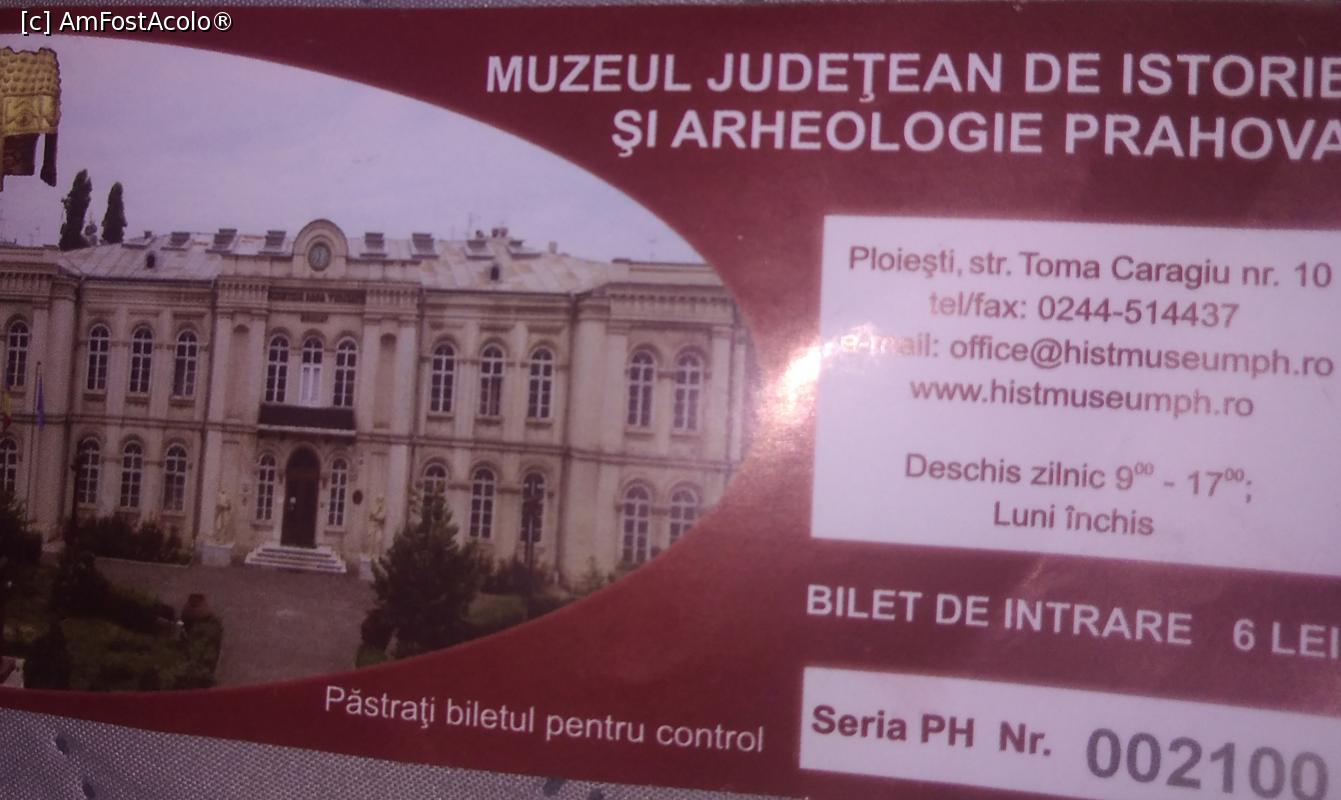 [c] AmFostAcolo®
MUZEUL JUDEŢEAN DE ISTORIE
ŞI ARHEOLOGIE PRAHOVA
Ploieşti, str. Toma Caragiu nr. 10
tel/fax: 0244-514437
e-mail: office@histmuseumph.ro
www.histmuseumph.ro
Deschis zilnic 9⁰⁰ - 17⁰⁰;
Luni închis
BILET DE INTRARE 6 LEI
Păstraţi biletul pentru control
Seria PH Nr. 002100